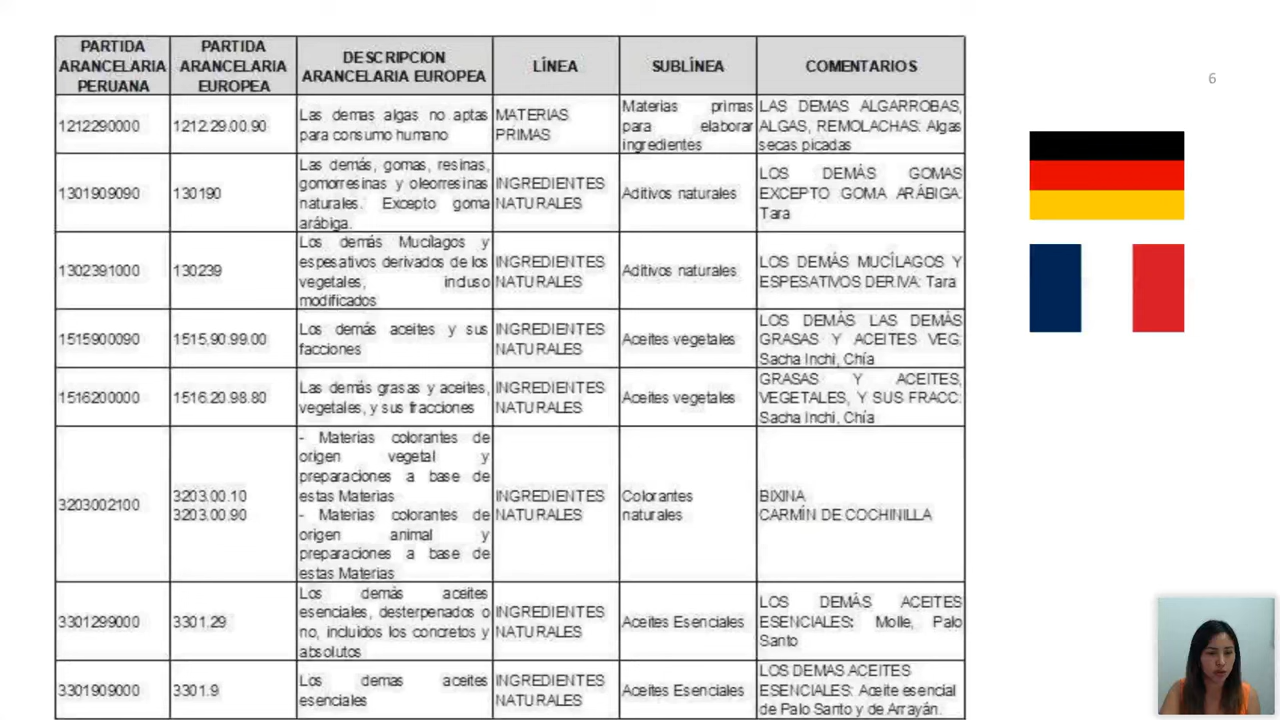 PARTIDA
ARANCELARIA
PERUANA
PARTIDA
ARANCELARIA
EUROPEA
DESCRIPCION
ARANCELARIA EUROPEA
LÍNEA
SUBLÍNEA
COMENTARIOS
6
1212290000
1212.29.00.90
Las demas algas no aptas
para consumo humano
MATERIAS
PRIMAS
Materias primas
para elaborar
ingredientes
LAS DEMAS ALGARROBAS,
ALGAS, REMOLACHAS: Algas
secas picadas
1301909090
130190
Las demás, gomas, resinas,
gomorresinas y oleorresinas
naturales. Excepto goma
arábiga.
INGREDIENTES
NATURALES
Aditivos naturales
LOS DEMÁS GOMAS
EXCEPTO GOMA ARÁBIGA:
Tara
1302391000
130239
Los demás Mucílagos y
espesativos derivados de los
vegetales, incluso
modificados
INGREDIENTES
NATURALES
Aditivos naturales
LOS DEMÁS MUCÍLAGOS Y
ESPESATIVOS DERIVA: Tara
1515900090
1515.90.99.00
Los demás aceites y sus
facciones
INGREDIENTES
NATURALES
Aceites vegetales
LOS DEMÁS LAS DEMÁS
GRASAS Y ACEITES VEG:
Sacha Inchi, Chía
1516200000
1516.20.98.80
Las demás grasas y aceites,
vegetales, y sus fracciones
INGREDIENTES
NATURALES
Aceites vegetales
GRASAS Y ACEITES,
VEGETALES, Y SUS FRACC:
Sacha Inchi, Chía
3203002100
3203.00.10
3203.00.90
- Materias colorantes de
origen vegetal y
preparaciones a base de
estas Materias
- Materias colorantes de
origen animal y
preparaciones a base de
estas Materias
INGREDIENTES
NATURALES
Colorantes
naturales
BIXINA
CARMÍN DE COCHINILLA
3301299000
3301.29
Los demás aceites
esenciales, desterpenados o
no, incluidos los concretos y
absolutos
INGREDIENTES
NATURALES
Aceites Esenciales
LOS DEMÁS ACEITES
ESENCIALES: Molle, Palo
Santo
3301909000
3301.9
Los demas aceites
esenciales
INGREDIENTES
NATURALES
Aceites Esenciales
LOS DEMAS ACEITES
ESENCIALES: Aceite esencial
de Palo Santo y de Arrayán.